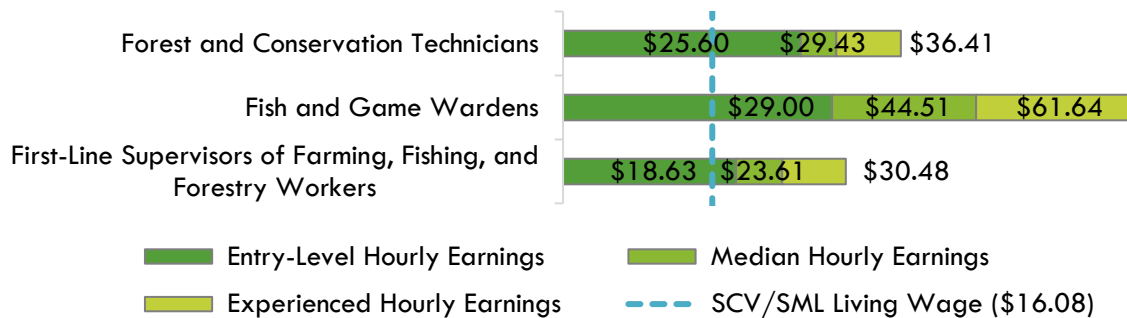 Forest and Conservation Technicians $25.60 $29.43 $36.41
Fish and Game Wardens $29.00 $44.51 $61.64
First-Line Supervisors of Farming, Fishing, and
Forestry Workers $18.63 $23.61 $30.48
Entry-Level Hourly Earnings Median Hourly Earnings
Experienced Hourly Earnings SCV/SML Living Wage ($16.08)